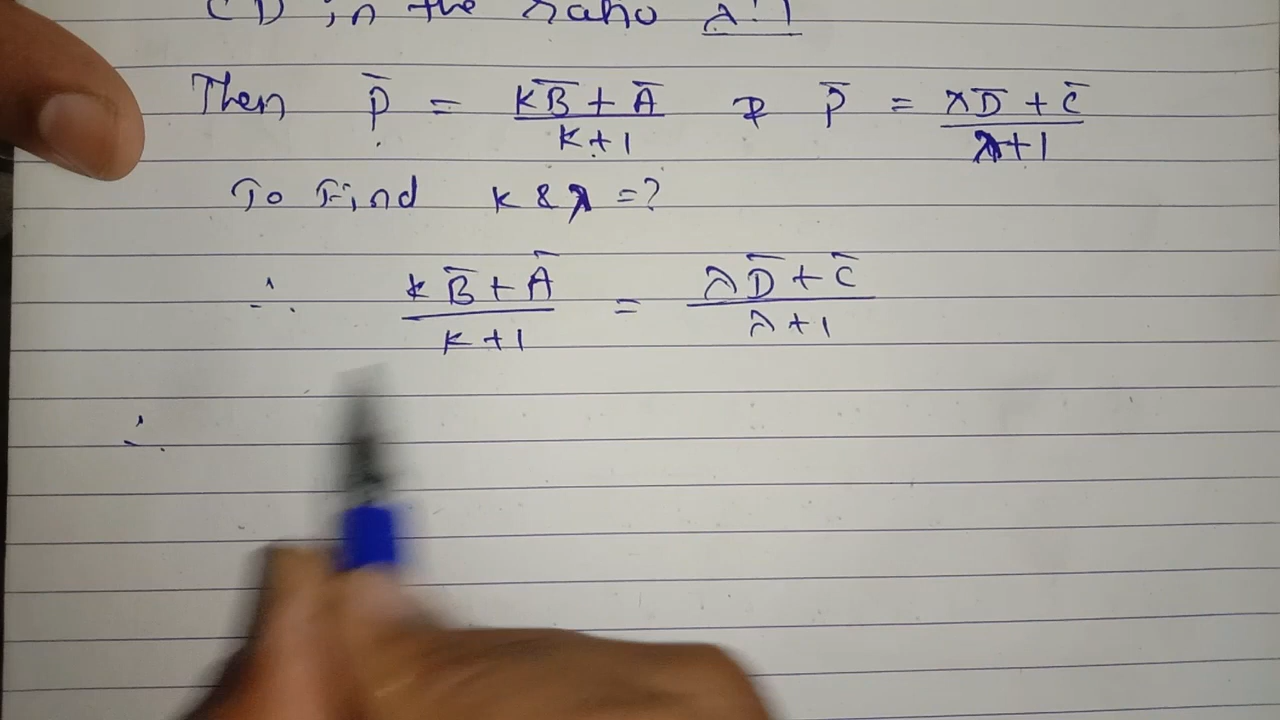 CD in the ratio λ:1
Then P̄ = kB̄ + Ā / k+1 & P̄ = λD̄ + C̄ / λ+1
To Find k & λ = ?
∴ kB̄ + Ā / k+1 = λD̄ + C̄ / λ+1
∴